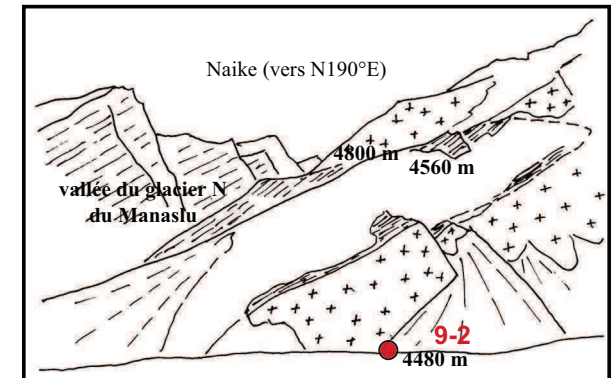 Naike (vers N190°E)
4800 m
4560 m
vallée du glacier N
du Manaslu
9-2
4480 m